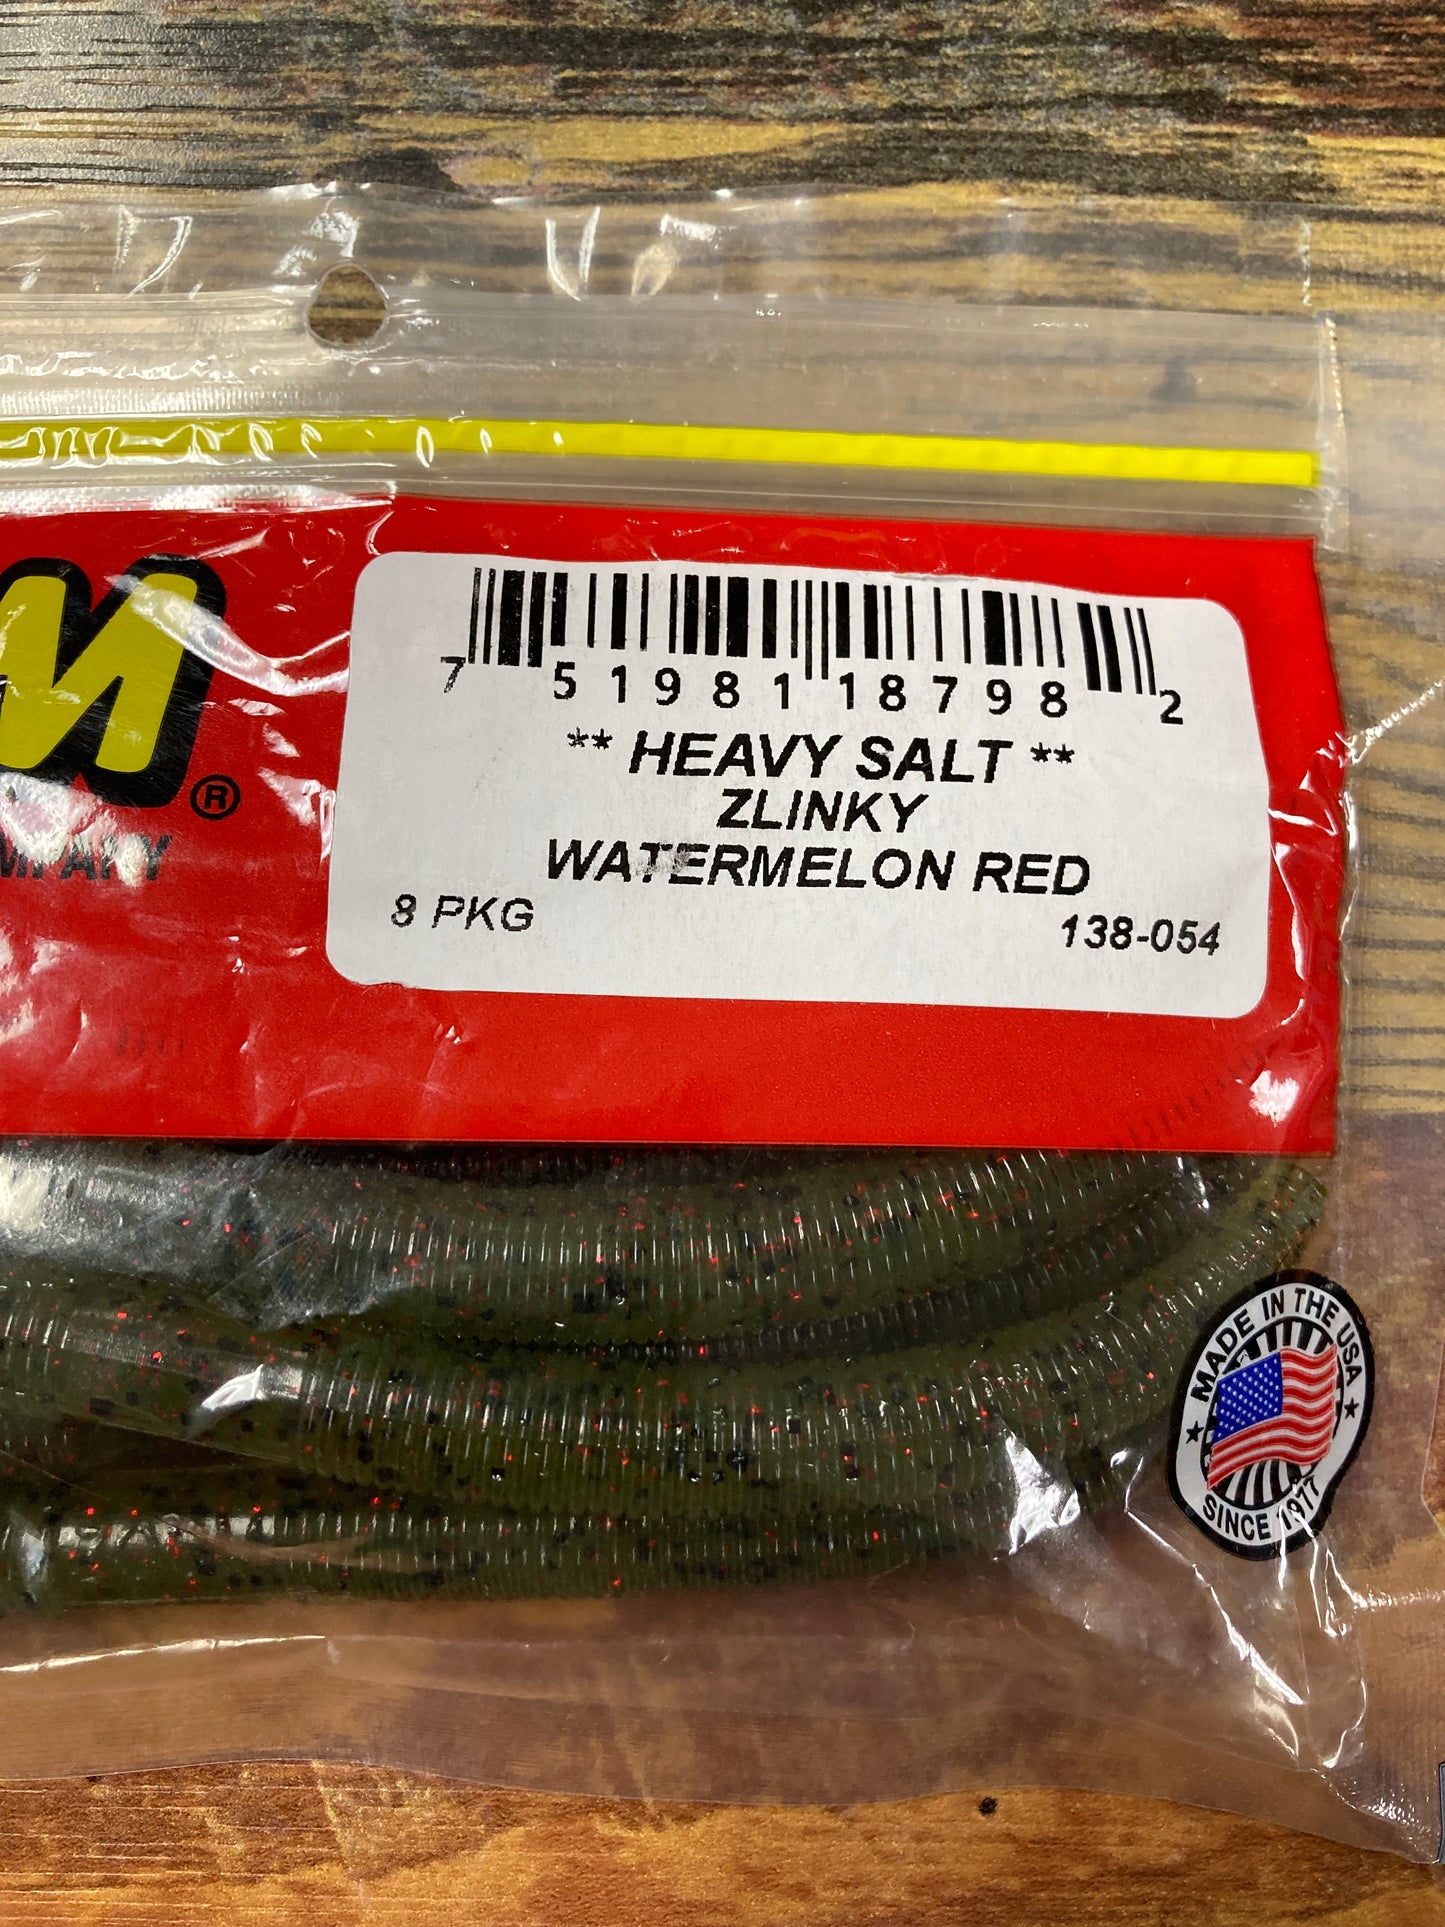 M®
MPANY
7 51981 18798 2
** HEAVY SALT **
ZLINKY
WATERMELON RED
8 PKG 138-054
MADE IN THE USA
SINCE 1977